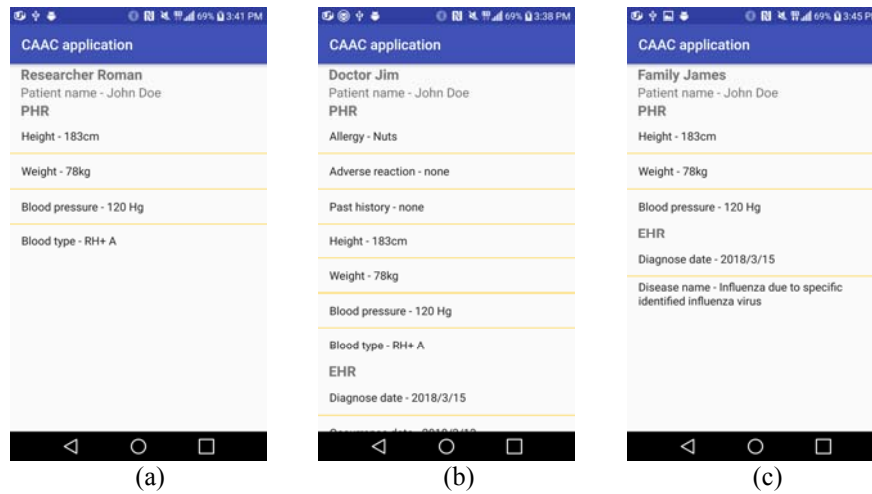 69% 3:41 PM
CAAC application
Researcher Roman
Patient name - John Doe
PHR
Height - 183cm
Weight - 78kg
Blood pressure - 120 Hg
Blood type - RH+ A
(a)
69% 3:38 PM
CAAC application
Doctor Jim
Patient name - John Doe
PHR
Allergy - Nuts
Adverse reaction - none
Past history - none
Height - 183cm
Weight - 78kg
Blood pressure - 120 Hg
Blood type - RH+ A
EHR
Diagnose date - 2018/3/15
(b)
69% 3:45 P
CAAC application
Family James
Patient name - John Doe
PHR
Height - 183cm
Weight - 78kg
Blood pressure - 120 Hg
EHR
Diagnose date - 2018/3/15
Disease name - Influenza due to specific
identified influenza virus
(c)